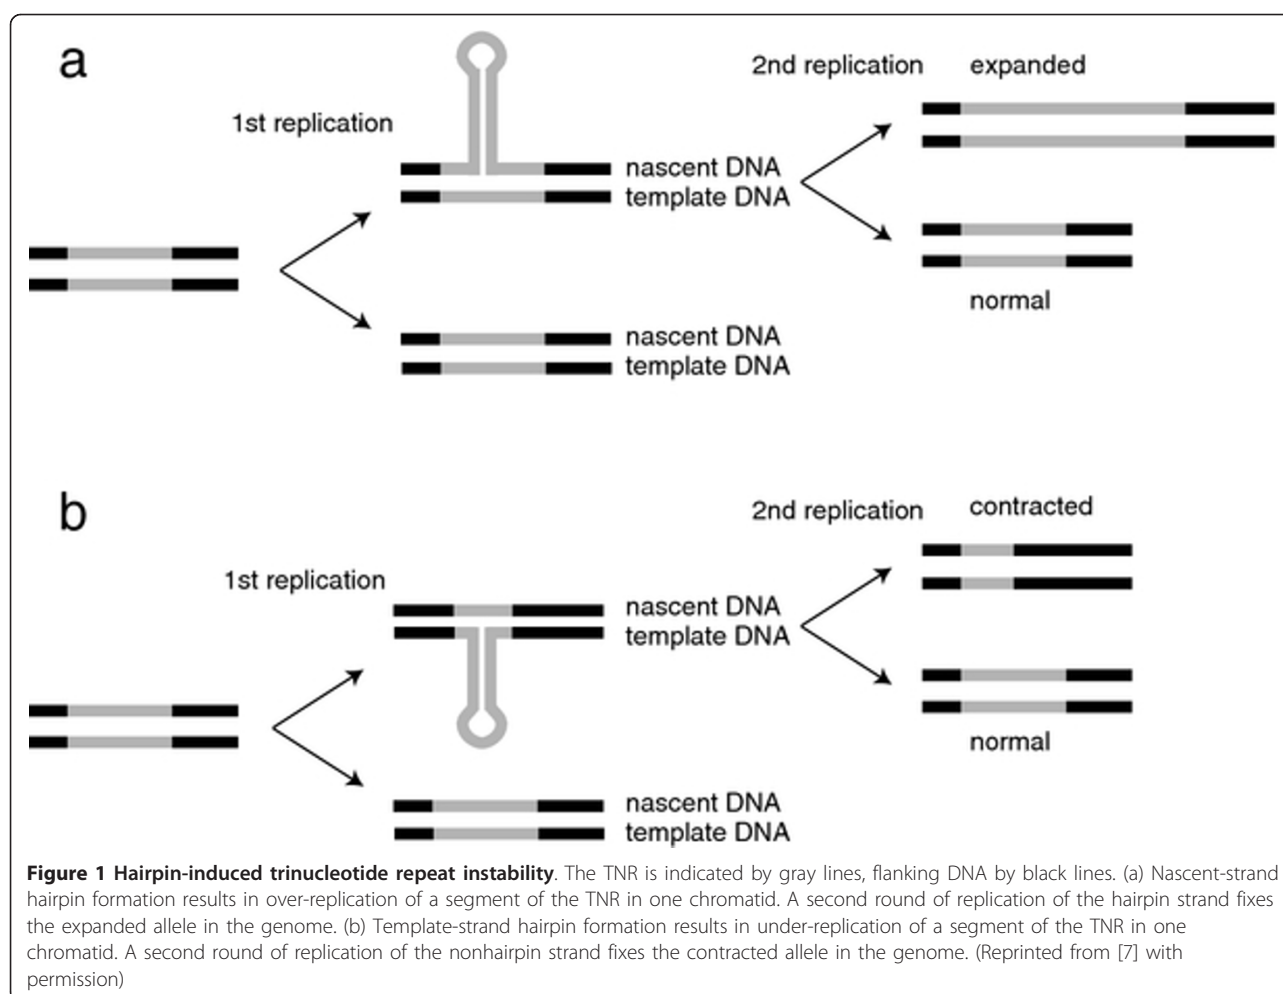 a
2nd replication expanded
1st replication
nascent DNA
template DNA
normal
nascent DNA
template DNA
b
2nd replication contracted
1st replication
nascent DNA
template DNA
normal
nascent DNA
template DNA
Figure 1 Hairpin-induced trinucleotide repeat instability. The TNR is indicated by gray lines, flanking DNA by black lines. (a) Nascent-strand
hairpin formation results in over-replication of a segment of the TNR in one chromatid. A second round of replication of the hairpin strand fixes
the expanded allele in the genome. (b) Template-strand hairpin formation results in under-replication of a segment of the TNR in one
chromatid. A second round of replication of the nonhairpin strand fixes the contracted allele in the genome. (Reprinted from [7] with
permission)